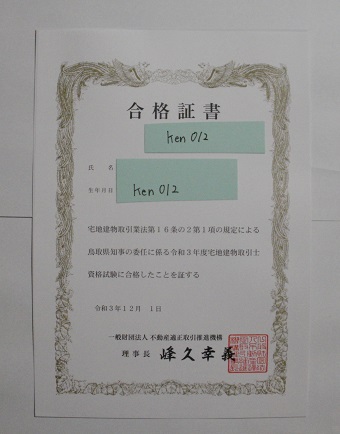 合格証書
Ken 012
氏名
生年月日
Ken 012
宅地建物取引業法第16条の2第1項の規定による
鳥取県知事の委任に係る令和3年度宅地建物取引士
資格試験に合格したことを証する
令和3年12月 1日
一般財団法人 不動産適正取引推進機構
理事長 峰久幸義